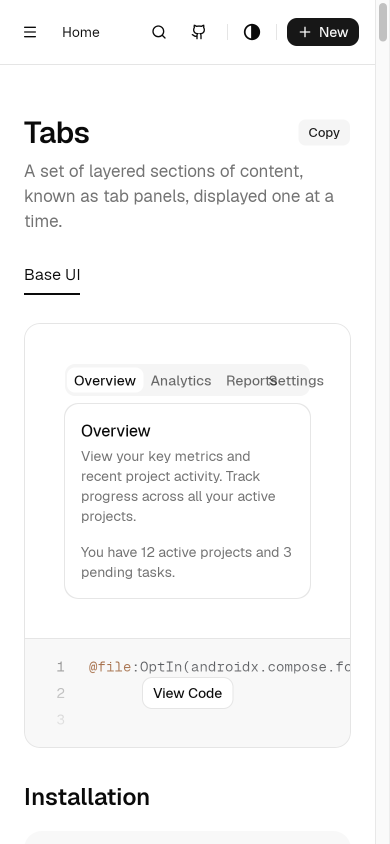 Home
New
Tabs
Copy
A set of layered sections of content,
known as tab panels, displayed one at a
time.
Base UI
Overview Analytics Reports Settings
Overview
View your key metrics and
recent project activity. Track
progress across all your active
projects.
You have 12 active projects and 3
pending tasks.
1 @file:OptIn(androidx.compose.fo
2
View Code
3
Installation